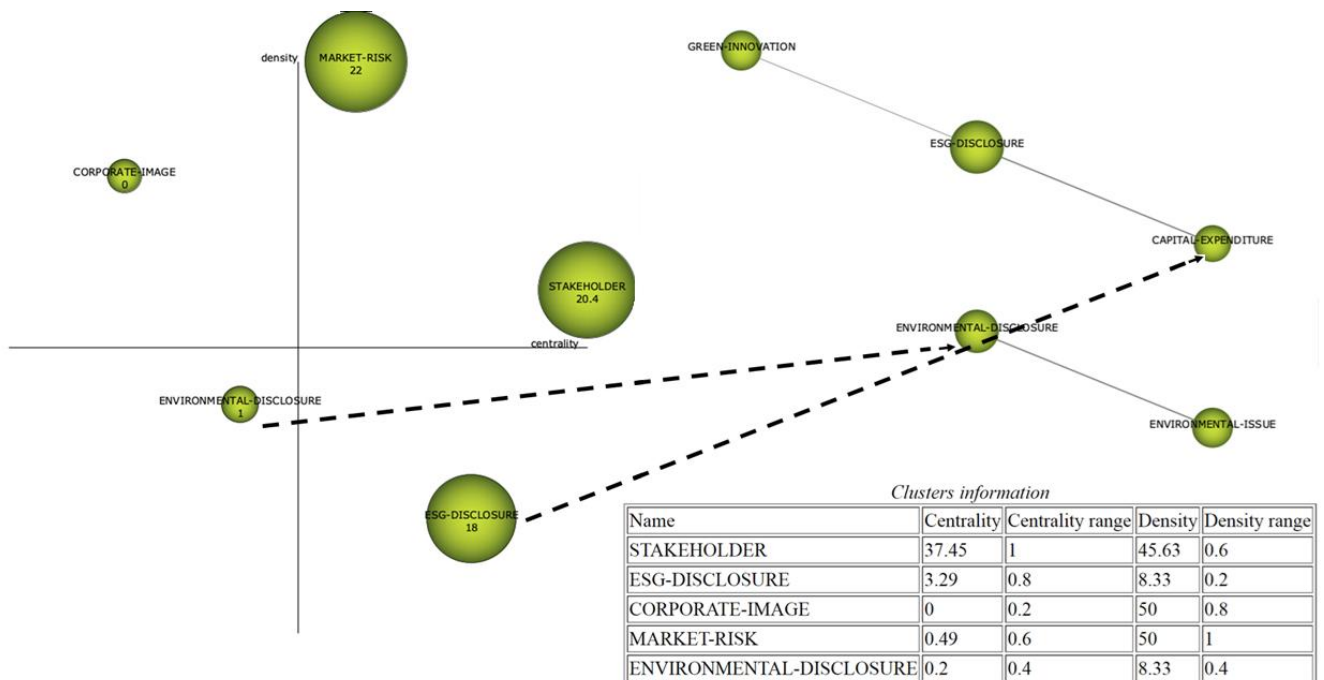 density
MARKET-RISK
22
CORPORATE-IMAGE
0
STAKEHOLDER
20.4
centrality
ENVIRONMENTAL-DISCLOSURE
1
ESG-DISCLOSURE
18
GREEN-INNOVATION
ESG-DISCLOSURE
CAPITAL-EXPENDITURE
ENVIRONMENTAL-DISCLOSURE
ENVIRONMENTAL-ISSUE
Clusters information
Name Centrality Centrality range Density Density range
STAKEHOLDER 37.45 1 45.63 0.6
ESG-DISCLOSURE 3.29 0.8 8.33 0.2
CORPORATE-IMAGE 0 0.2 50 0.8
MARKET-RISK 0.49 0.6 50 1
ENVIRONMENTAL-DISCLOSURE 0.2 0.4 8.33 0.4